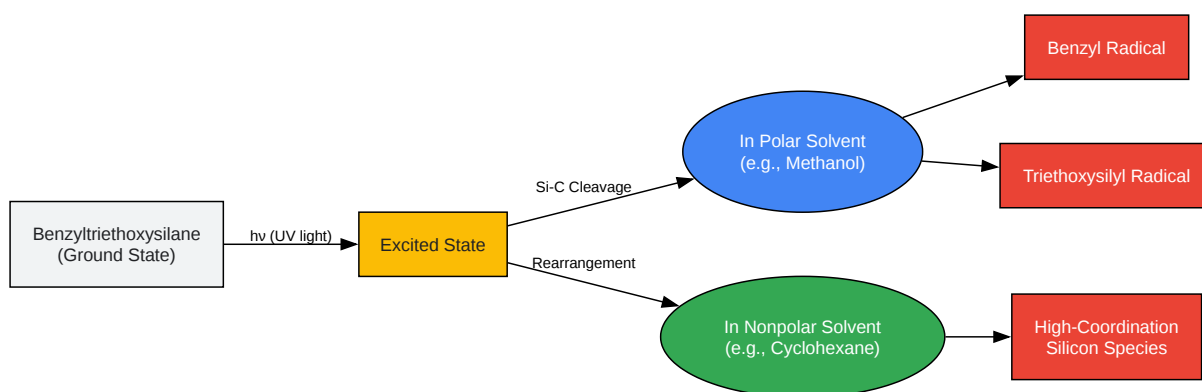 Benzyltriethoxysilane
(Ground State)
hν (UV light)
Excited State
Si-C Cleavage
Rearrangement
In Polar Solvent
(e.g., Methanol)
In Nonpolar Solvent
(e.g., Cyclohexane)
Benzyl Radical
Triethoxysilyl Radical
High-Coordination
Silicon Species